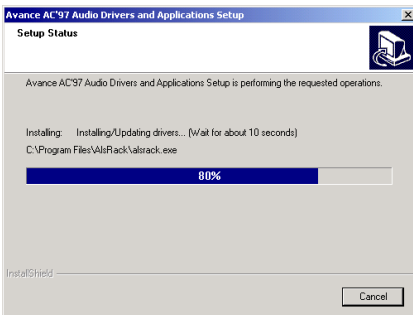 Avance AC'97 Audio Drivers and Applications Setup
Setup Status
Avance AC'97 Audio Drivers and Applications Setup is performing the requested operations.
Installing: Installing/Updating drivers... (Wait for about 10 seconds)
C:\Program Files\AlsRack\alsrack.exe
80%
InstallShield
Cancel